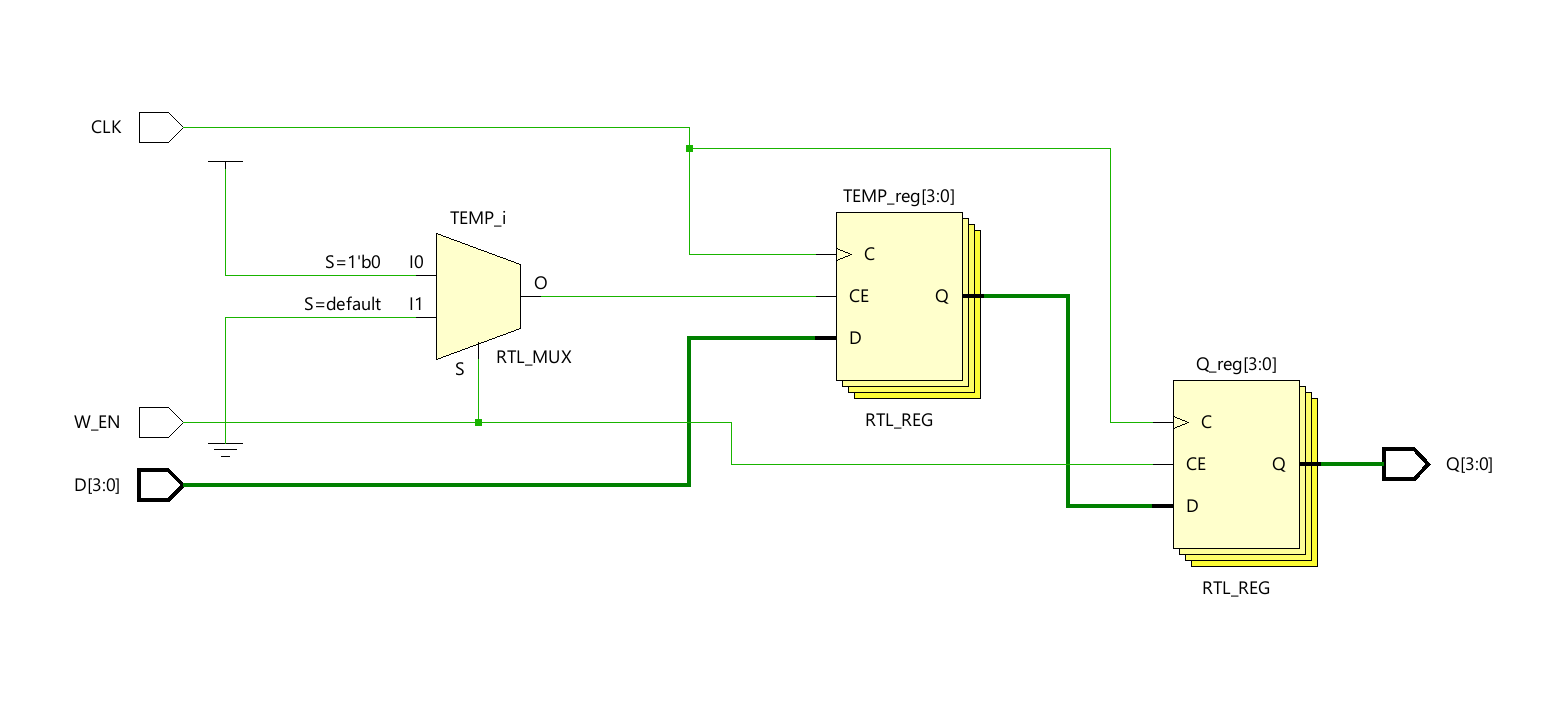 CLK
TEMP_reg[3:0]
TEMP_i
C
S=1'b0 I0
O
CE Q
S=default I1
D
RTL_MUX
S
Q_reg[3:0]
W_EN
RTL_REG
C
CE Q
Q[3:0]
D[3:0]
D
RTL_REG